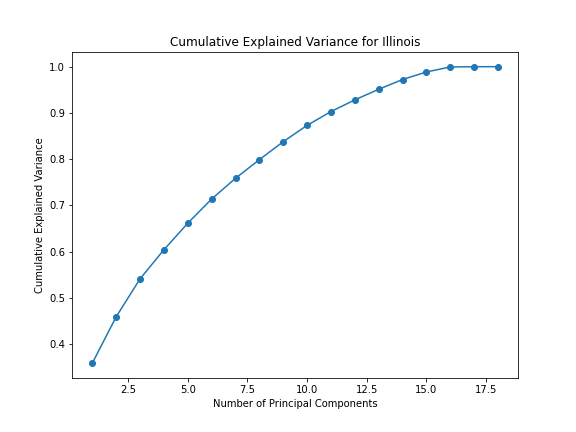 Cumulative Explained Variance for Illinois
1.0
0.9
0.8
0.7
0.6
0.5
0.4
Cumulative Explained Variance
2.5 5.0 7.5 10.0 12.5 15.0 17.5
Number of Principal Components